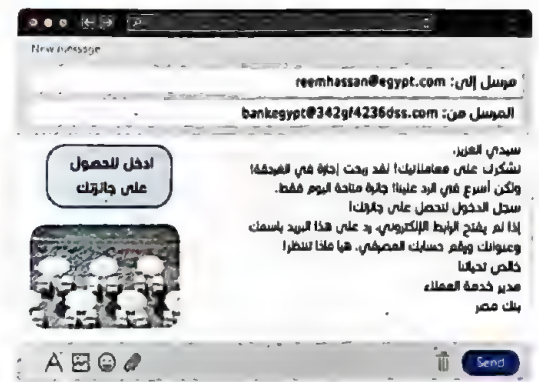 New message
مرسل إلى: reemhassan@egypt.com
المرسل من: bankegypt@342gf4236dss.com
سيدي العزيز،
نشكرك على معاملاتك! لقد ربحت إجازة في الغردقة!
ولكن أسرع في الرد علينا! جائزة متاحة اليوم فقط.
سجل الدخول لتحصل على جائزتك!
إذا لم يفتح الرابط الإلكتروني، رد على هذا البريد باسمك
وعنوانك ورقم حسابك المصرفي. هيا ماذا تنتظر!
خالص تحياتنا
مدير خدمة العملاء
بنك مصر
ادخل للحصول
على جائزتك
Send